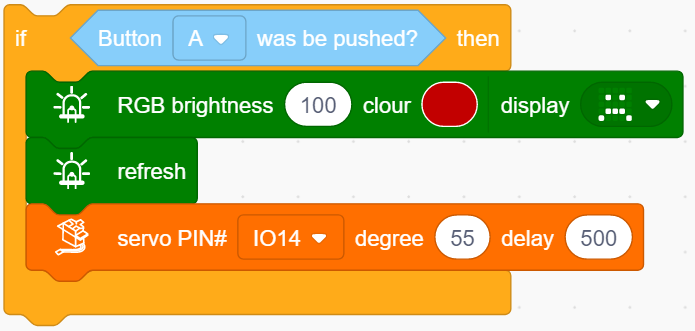 if Button A was be pushed? then
RGB brightness 100 clour display
refresh
servo PIN# IO14 degree 55 delay 500